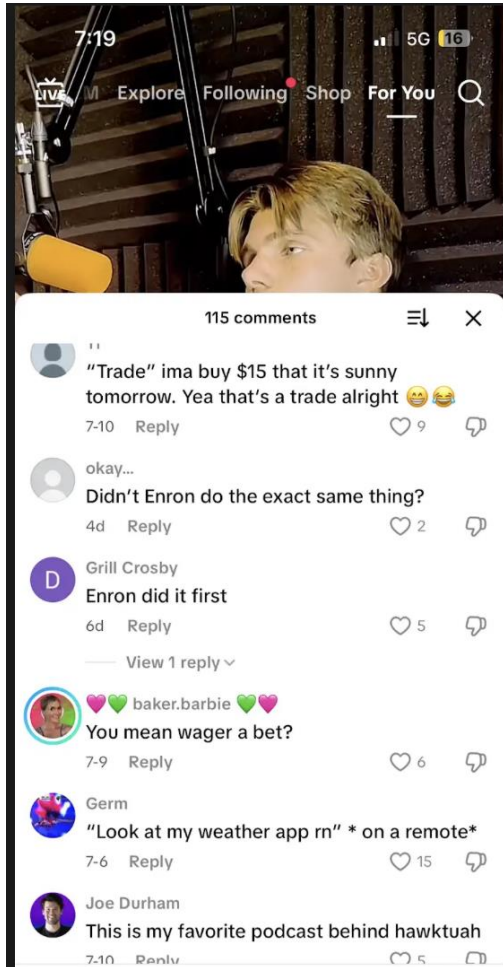 7:19
5G 16
LIVE M Explore Following Shop For You
115 comments
"Trade" ima buy $15 that it's sunny
tomorrow. Yea that's a trade alright 😁😂
7-10 Reply 9
okay...
Didn't Enron do the exact same thing?
4d Reply 2
D
Grill Crosby
Enron did it first
6d Reply 5
View 1 reply
💗💚 baker.barbie 💚💗
You mean wager a bet?
7-9 Reply 6
Germ
"Look at my weather app rn" * on a remote*
7-6 Reply 15
Joe Durham
This is my favorite podcast behind hawktuah
7-10 Reply 5